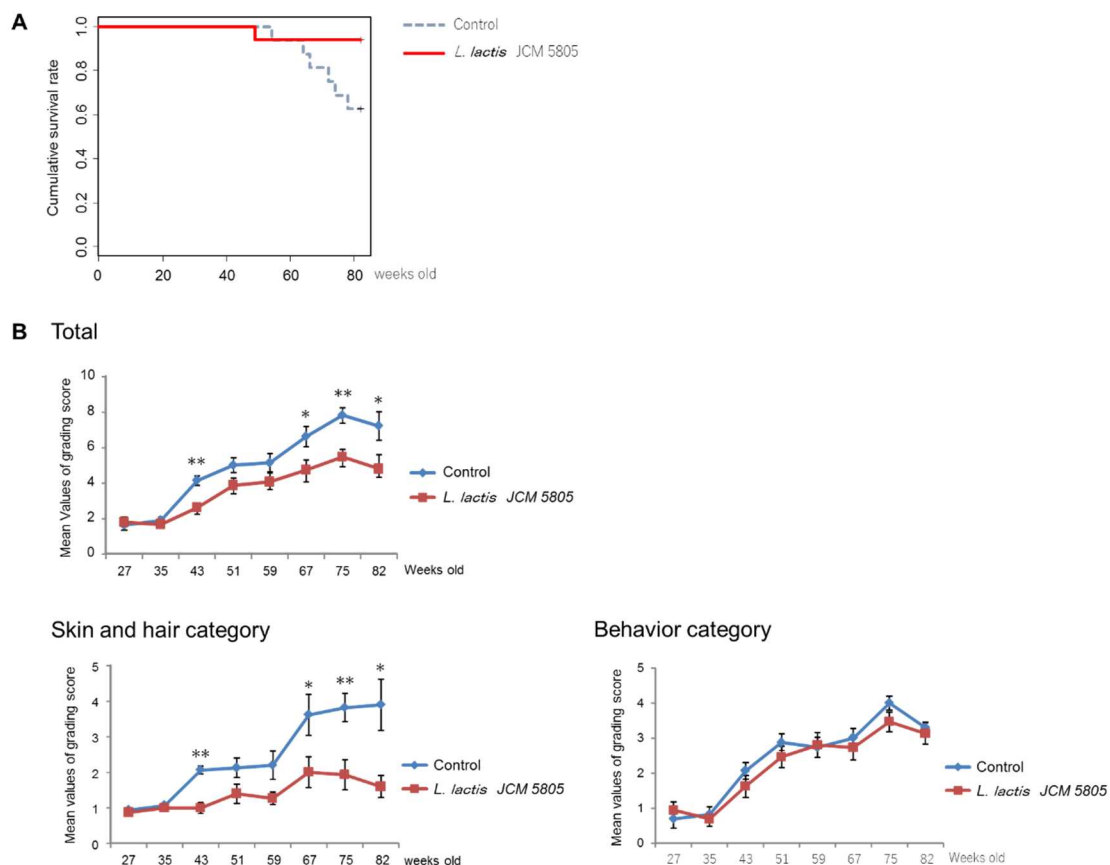 A
Control
L. lactis JCM 5805
Cumulative survival rate
1.0
0.8
0.6
0.4
0.2
0.0
0 20 40 60 80 weeks old
B Total
Mean Values of grading score
10
8
6
4
2
0
** * ** *
Control
L. lactis JCM 5805
27 35 43 51 59 67 75 82 Weeks old
Skin and hair category
Mean values of grading score
5
4
3
2
1
0
** * ** *
Control
L. lactis JCM 5805
27 35 43 51 59 67 75 82 weeks old
Behavior category
Mean values of grading score
5
4
3
2
1
0
Control
L. lactis JCM 5805
27 35 43 51 59 67 75 82 Weeks old